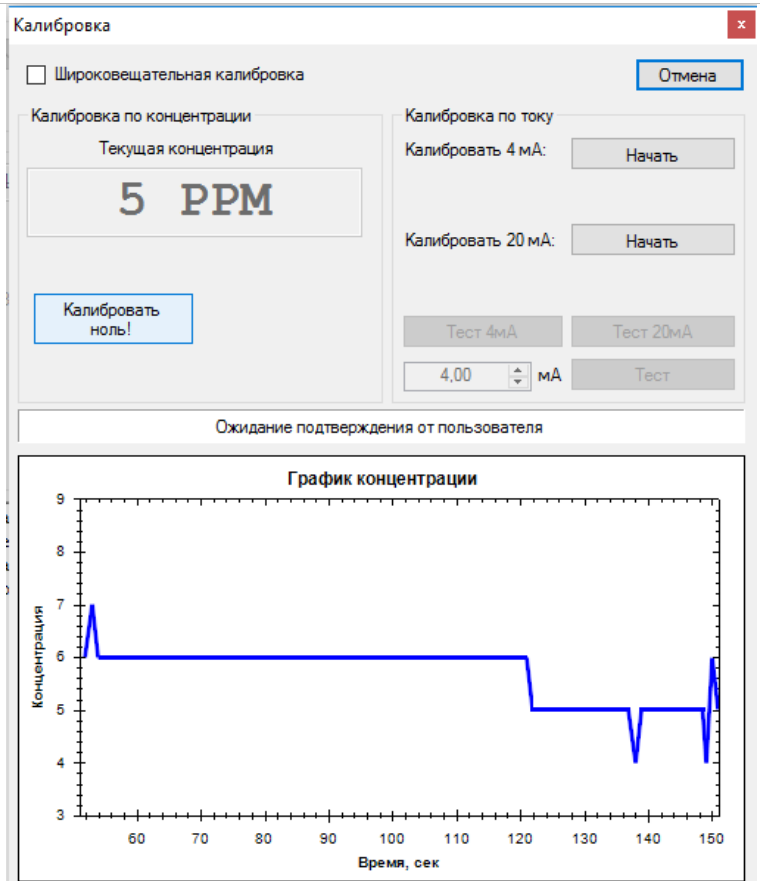 Калибровка
x
Широковещательная калибровка
Отмена
Калибровка по концентрации
Текущая концентрация
5 PPM
Калибровать
ноль!
Калибровка по току
Калибровать 4 мА:
Начать
Калибровать 20 мА:
Начать
Тест 4мА
Тест 20мА
4,00
мА
Тест
Ожидание подтверждения от пользователя
График концентрации
Концентрация
9
8
7
6
5
4
3
60 70 80 90 100 110 120 130 140 150
Время, сек